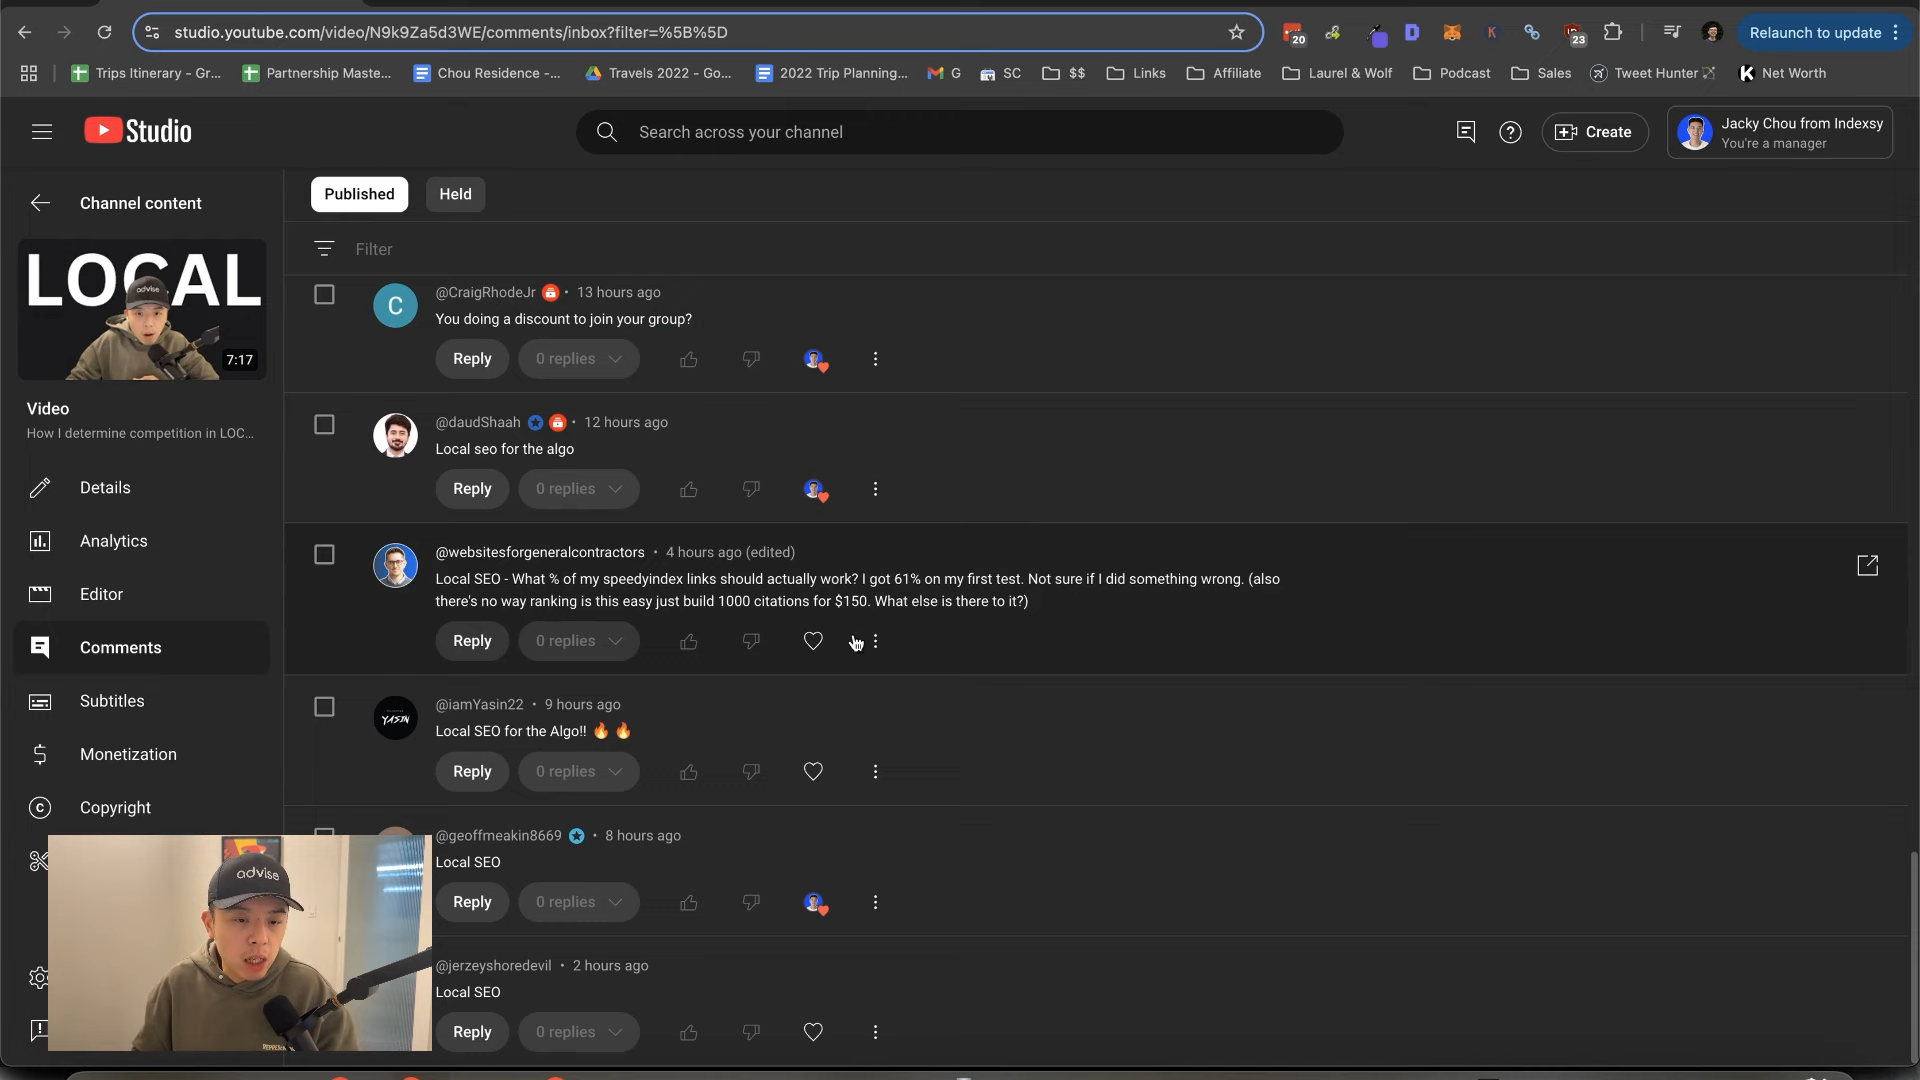 studio.youtube.com/video/N9k9Za5d3WE/comments/inbox?filter=%5B%5D
20
23
Relaunch to update
Trips Itinerary - Gr...
Partnership Maste...
Chou Residence -...
Travels 2022 - Go...
2022 Trip Planning...
G
SC
$$
Links
Affiliate
Laurel & Wolf
Podcast
Sales
Tweet Hunter
Net Worth
Studio
Search across your channel
Create
Jacky Chou from Indexsy
You're a manager
Channel content
LOCAL
advise
7:17
Video
How I determine competition in LOC...
Details
Analytics
Editor
Comments
Subtitles
Monetization
Copyright
Published
Held
Filter
C
@CraigRhodeJr • 13 hours ago
You doing a discount to join your group?
Reply
0 replies
@daudShaah • 12 hours ago
Local seo for the algo
Reply
0 replies
@websitesforgeneralcontractors • 4 hours ago (edited)
Local SEO - What % of my speedyindex links should actually work? I got 61% on my first test. Not sure if I did something wrong. (also
there's no way ranking is this easy just build 1000 citations for $150. What else is there to it?)
Reply
0 replies
YASIN
@iamYasin22 • 9 hours ago
Local SEO for the Algo!! 🔥 🔥
Reply
0 replies
@geoffmeakin8669 • 8 hours ago
Local SEO
Reply
0 replies
@jerzeyshoredevil • 2 hours ago
Local SEO
Reply
0 replies
advise